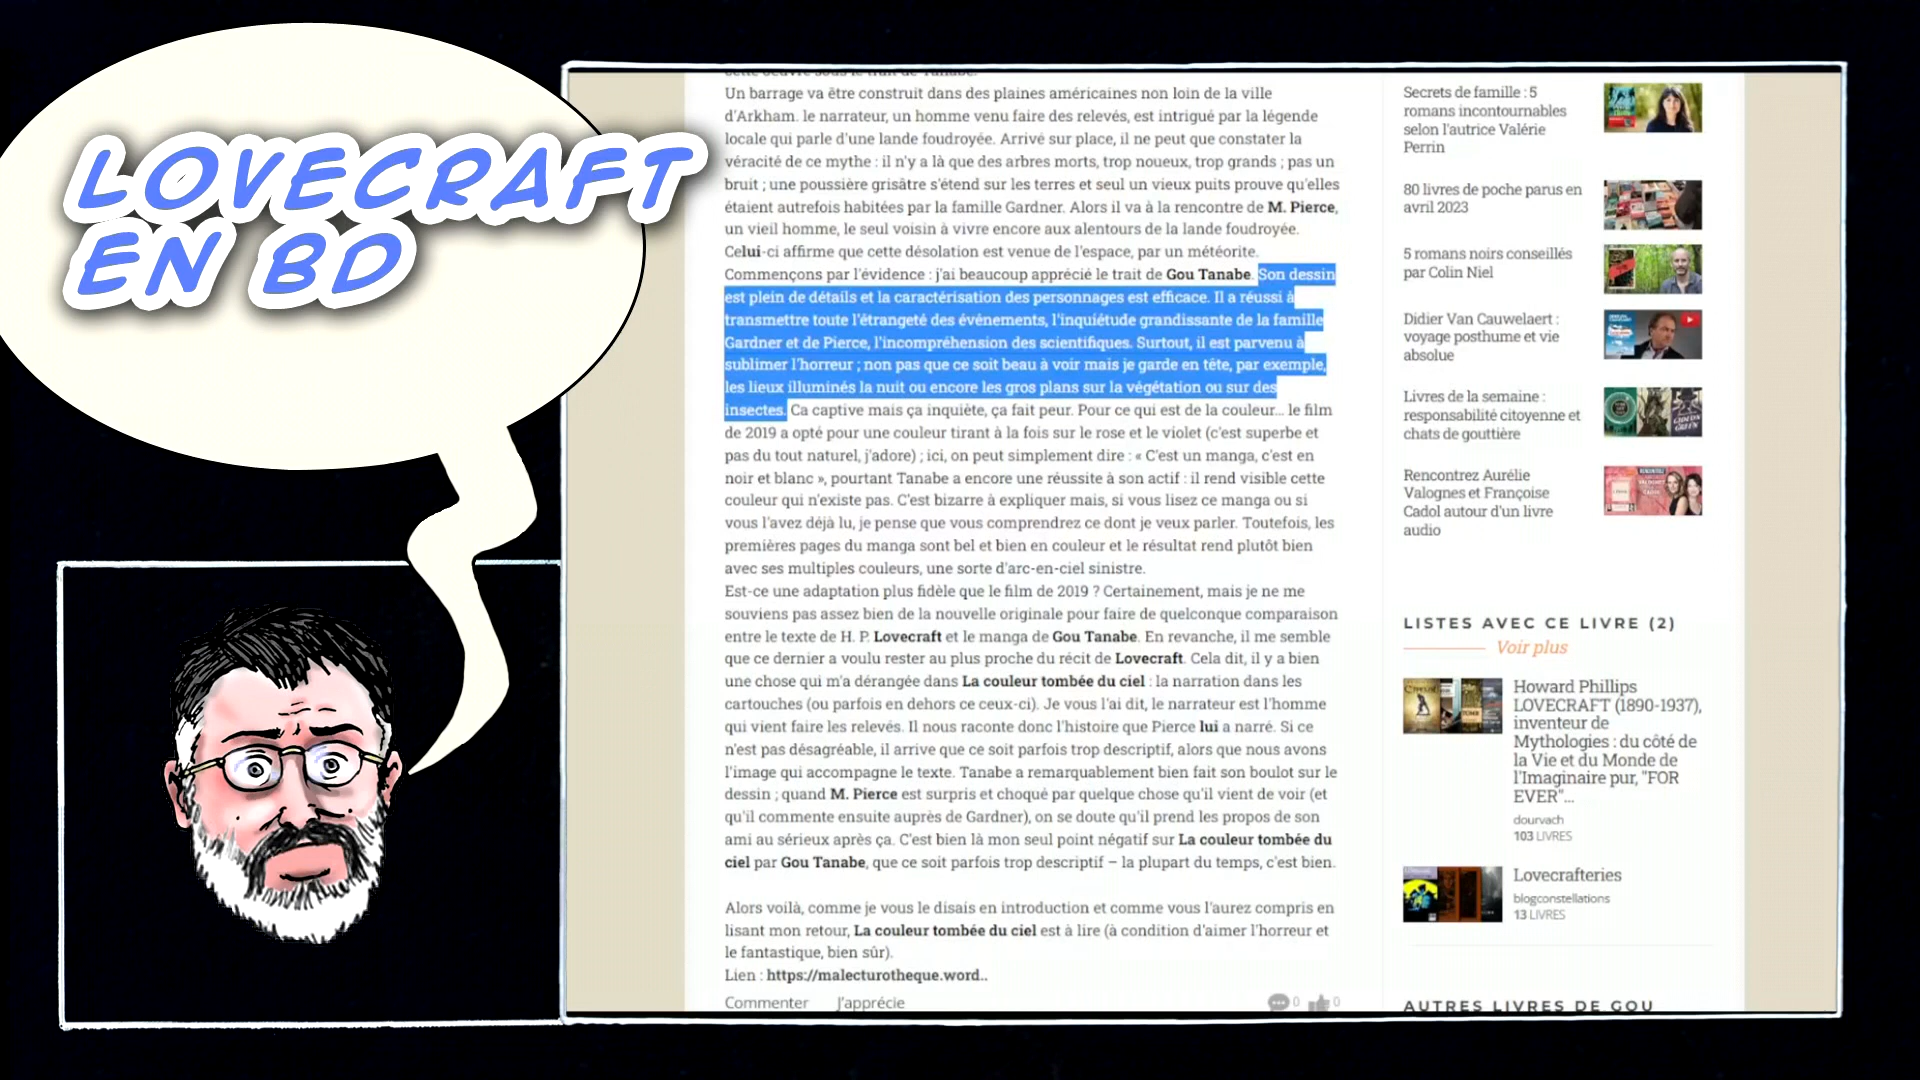 LOVECRAFT
EN BD
cette oeuvre sous le trait de Tanabe.
Un barrage va être construit dans des plaines américaines non loin de la ville
d'Arkham. le narrateur, un homme venu faire des relevés, est intrigué par la légende
locale qui parle d'une lande foudroyée. Arrivé sur place, il ne peut que constater la
véracité de ce mythe : il n'y a là que des arbres morts, trop noueux, trop grands ; pas un
bruit ; une poussière grisâtre s'étend sur les terres et seul un vieux puits prouve qu'elles
étaient autrefois habitées par la famille Gardner. Alors il va à la rencontre de M. Pierce,
un vieil homme, le seul voisin à vivre encore aux alentours de la lande foudroyée.
Celui-ci affirme que cette désolation est venue de l'espace, par un météorite.
Commençons par l'évidence : j'ai beaucoup apprécié le trait de Gou Tanabe. Son dessin
est plein de détails et la caractérisation des personnages est efficace. Il a réussi à
transmettre toute l'étrangeté des événements, l'inquiétude grandissante de la famille
Gardner et de Pierce, l'incompréhension des scientifiques. Surtout, il est parvenu à
sublimer l'horreur ; non pas que ce soit beau à voir mais je garde en tête, par exemple,
les lieux illuminés la nuit ou encore les gros plans sur la végétation ou sur des
insectes. Ca captive mais ça inquiète, ça fait peur. Pour ce qui est de la couleur... le film
de 2019 a opté pour une couleur tirant à la fois sur le rose et le violet (c'est superbe et
pas du tout naturel, j'adore) ; ici, on peut simplement dire : « C'est un manga, c'est en
noir et blanc », pourtant Tanabe a encore une réussite à son actif : il rend visible cette
couleur qui n'existe pas. C'est bizarre à expliquer mais, si vous lisez ce manga ou si
vous l'avez déjà lu, je pense que vous comprendrez ce dont je veux parler. Toutefois, les
premières pages du manga sont bel et bien en couleur et le résultat rend plutôt bien
avec ses multiples couleurs, une sorte d'arc-en-ciel sinistre.
Est-ce une adaptation plus fidèle que le film de 2019 ? Certainement, mais je ne me
souviens pas assez bien de la nouvelle originale pour faire de quelconque comparaison
entre le texte de H. P. Lovecraft et le manga de Gou Tanabe. En revanche, il me semble
que ce dernier a voulu rester au plus proche du récit de Lovecraft. Cela dit, il y a bien
une chose qui m'a dérangée dans La couleur tombée du ciel : la narration dans les
cartouches (ou parfois en dehors ce ceux-ci). Je vous l'ai dit, le narrateur est l'homme
qui vient faire les relevés. Il nous raconte donc l'histoire que Pierce lui a narré. Si ce
n'est pas désagréable, il arrive que ce soit parfois trop descriptif, alors que nous avons
l'image qui accompagne le texte. Tanabe a remarquablement bien fait son boulot sur le
dessin ; quand M. Pierce est surpris et choqué par quelque chose qu'il vient de voir (et
qu'il commente ensuite auprès de Gardner), on se doute qu'il prend les propos de son
ami au sérieux après ça. C'est bien là mon seul point négatif sur La couleur tombée du
ciel par Gou Tanabe, que ce soit parfois trop descriptif – la plupart du temps, c'est bien.
Alors voilà, comme je vous le disais en introduction et comme vous l'aurez compris en
lisant mon retour, La couleur tombée du ciel est à lire (à condition d'aimer l'horreur et
le fantastique, bien sûr).
Lien : https://malecturotheque.word..
Commenter J'apprécie 0 0
Secrets de famille : 5
romans incontournables
selon l'autrice Valérie
Perrin
80 livres de poche parus en
avril 2023
5 romans noirs conseillés
par Colin Niel
Didier Van Cauwelaert :
voyage posthume et vie
absolue
Livres de la semaine :
responsabilité citoyenne et
chats de gouttière
Rencontrez Aurélie
Valognes et Françoise
Cadol autour d'un livre
audio
LISTES AVEC CE LIVRE (2)
Voir plus
Howard Phillips
LOVECRAFT (1890-1937),
inventeur de
Mythologies : du côté de
la Vie et du Monde de
l'Imaginaire pur, "FOR
EVER"...
dourvach
103 LIVRES
Lovecrafteries
blogconstellations
13 LIVRES
AUTRES LIVRES DE GOU